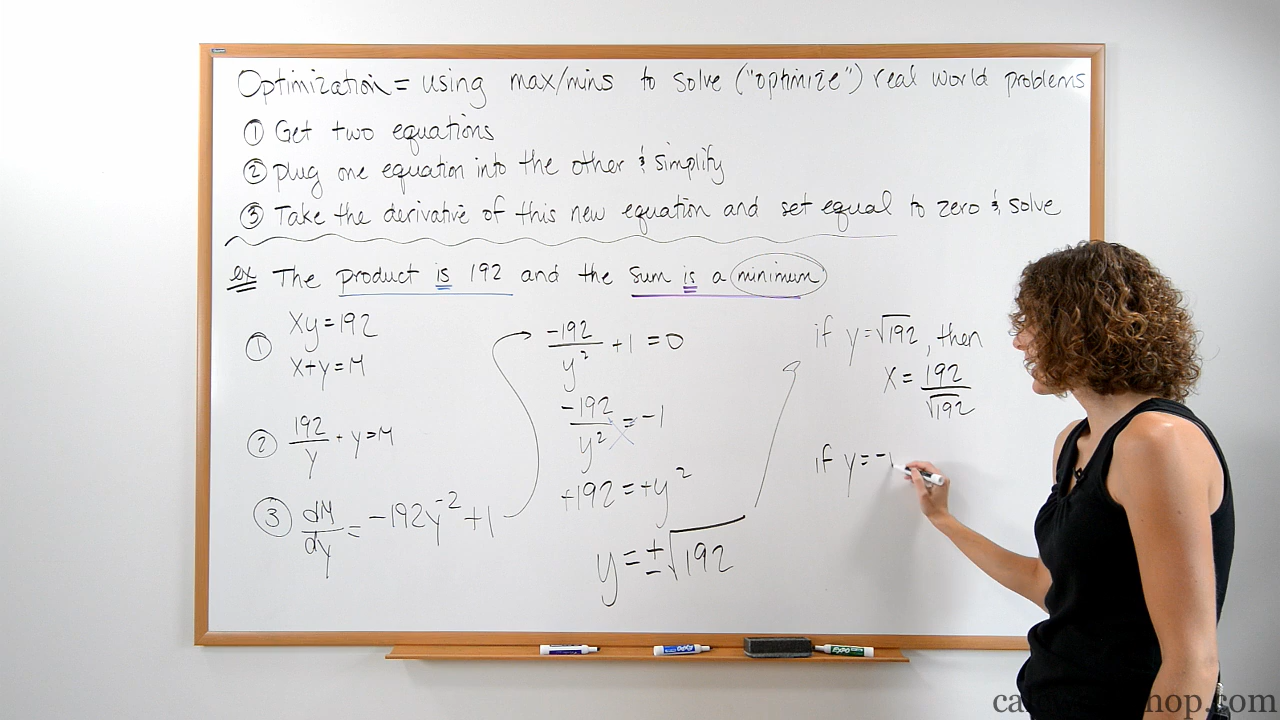 Optimization = using max/mins to solve ("optimize") real world problems
① Get two equations
② Plug one equation into the other & simplify
③ Take the derivative of this new equation and set equal to zero & solve
ex The product is 192 and the sum is a minimum
① xy=192
x+y=M
② 192/y + y=M
③ dM/dy = -192y^-2 + 1
-192/y^2 + 1 = 0
-192/y^2 = -1
+192 = +y^2
y = ±√192
if y=√192, then
x = 192/√192
if y=-
EXPO
EXPO